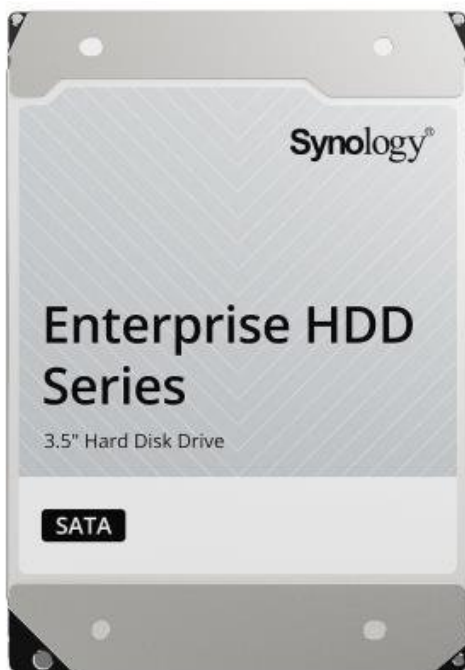 Synology®
Enterprise HDD
Series
3.5" Hard Disk Drive
SATA